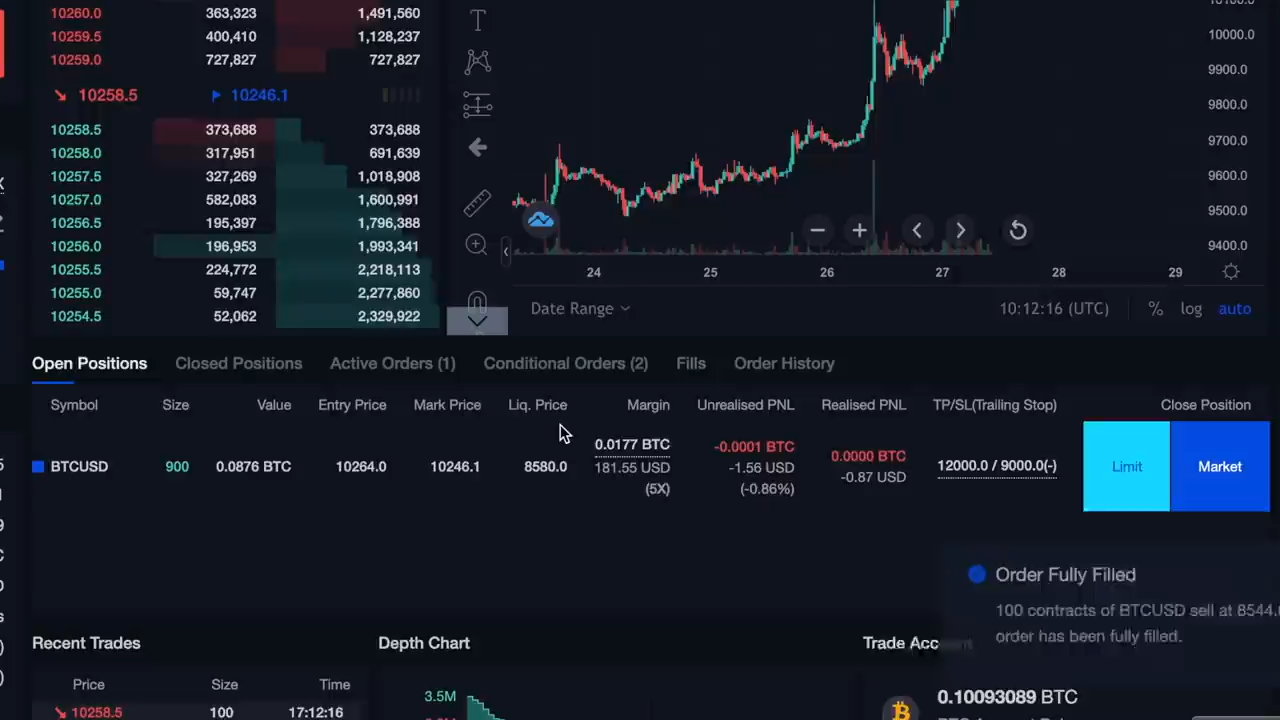 10260.0 363,323 1,491,560
10259.5 400,410 1,128,237
10259.0 727,827 727,827
10258.5 10246.1
10258.5 373,688 373,688
10258.0 317,951 691,639
10257.5 327,269 1,018,908
10257.0 582,083 1,600,991
10256.5 195,397 1,796,388
10256.0 196,953 1,993,341
10255.5 224,772 2,218,113
10255.0 59,747 2,277,860
10254.5 52,062 2,329,922
10000.0
9900.0
9800.0
9700.0
9600.0
9500.0
9400.0
24 25 26 27 28 29
Date Range 10:12:16 (UTC) % log auto
Open Positions Closed Positions Active Orders (1) Conditional Orders (2) Fills Order History
Symbol Size Value Entry Price Mark Price Liq. Price Margin Unrealised PNL Realised PNL TP/SL(Trailing Stop) Close Position
BTCUSD 900 0.0876 BTC 10264.0 10246.1 8580.0 0.0177 BTC -0.0001 BTC 0.0000 BTC 12000.0 / 9000.0(-) Limit Market
181.55 USD -1.56 USD -0.87 USD
(5X) (-0.86%)
Order Fully Filled
100 contracts of BTCUSD sell at 8544.
order has been fully filled.
Recent Trades Depth Chart Trade
Price Size Time
10258.5 100 17:12:16
3.5M
0.10093089 BTC